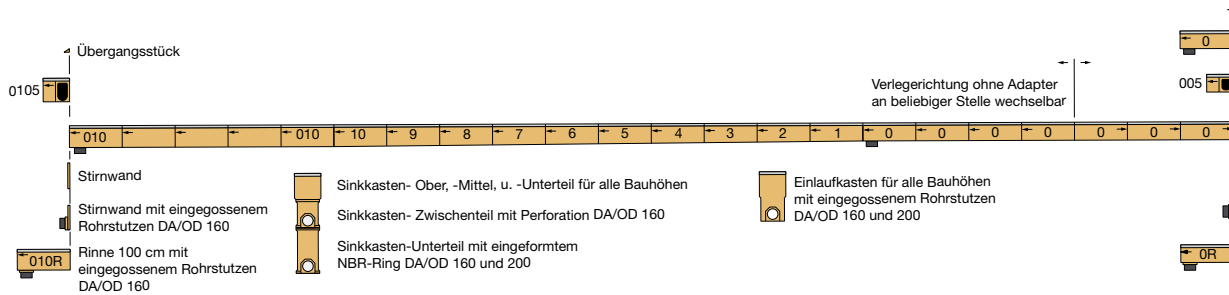 Übergangsstück
0
0105
Verlegerichtung ohne Adapter
an beliebiger Stelle wechselbar
005
010 010 10 9 8 7 6 5 4 3 2 1 0 0 0 0 0 0 0
Stirnwand
Stirnwand mit eingegossenem
Rohrstutzen DA/OD 160
Rinne 100 cm mit
eingegossenem Rohrstutzen
DA/OD 160
010R
Sinkkasten- Ober, -Mittel, u. -Unterteil für alle Bauhöhen
Sinkkasten- Zwischenteil mit Perforation DA/OD 160
Sinkkasten-Unterteil mit eingeformtem
NBR-Ring DA/OD 160 und 200
Einlaufkasten für alle Bauhöhen
mit eingegossenem Rohrstutzen
DA/OD 160 und 200
0R